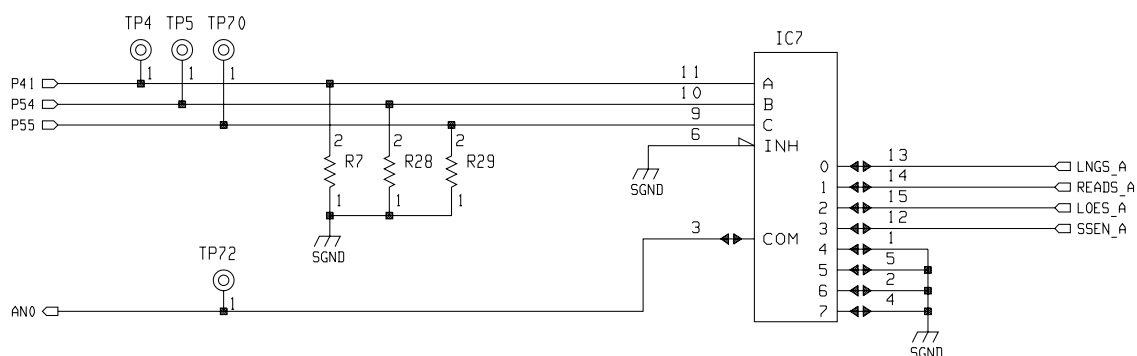 TP4 TP5 TP70
IC7
1 1 1
P41 11 A
P54 10 B
P55 9 C
6 INH
2 2 2
R7 R28 R29
1 1 1
SGND
SGND
0 13 LNGS_A
1 14 READS_A
2 15 LOES_A
3 12 SSEN_A
3 COM
4 1
5 5
6 2
7 4
TP72
1
AN0
SGND